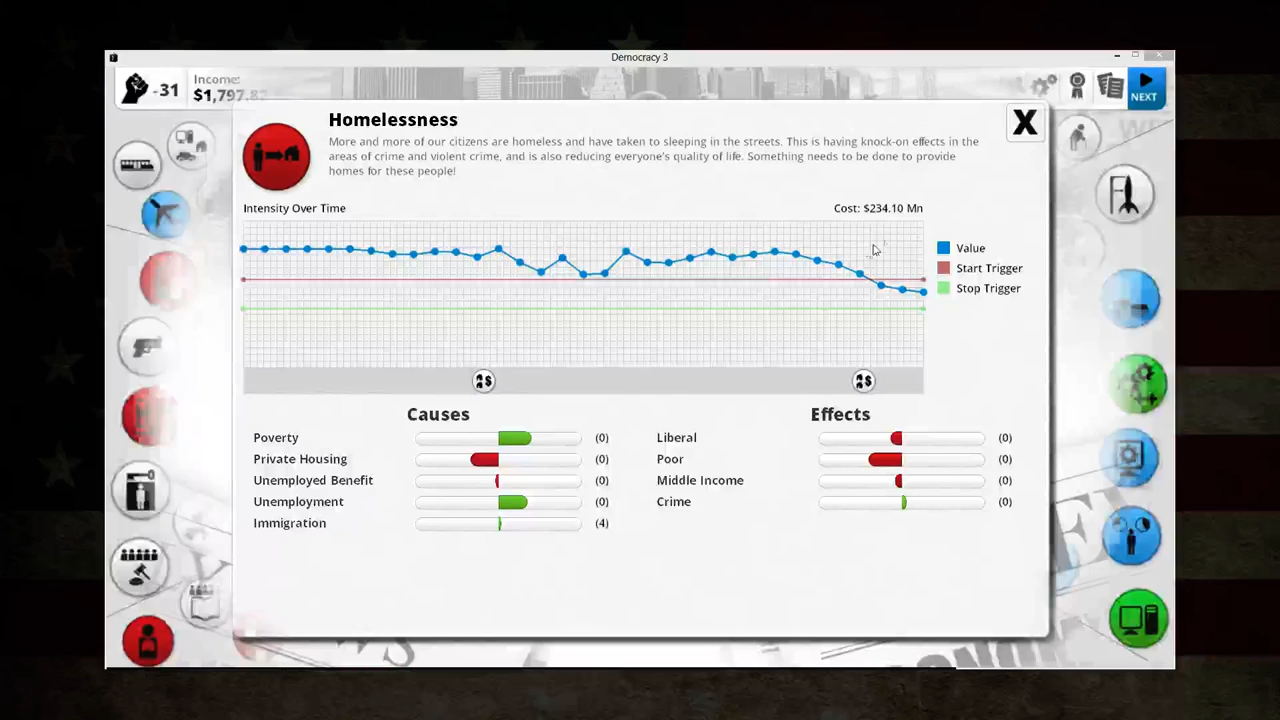 Democracy 3
-31
Income:
$1,797.8
NEXT
Homelessness
More and more of our citizens are homeless and have taken to sleeping in the streets. This is having knock-on effects in the
areas of crime and violent crime, and is also reducing everyone's quality of life. Something needs to be done to provide
homes for these people!
X
Intensity Over Time
Cost: $234.10 Mn
Value
Start Trigger
Stop Trigger
Causes
Poverty (0)
Private Housing (0)
Unemployed Benefit (0)
Unemployment (0)
Immigration (4)
Effects
Liberal (0)
Poor (0)
Middle Income (0)
Crime (0)